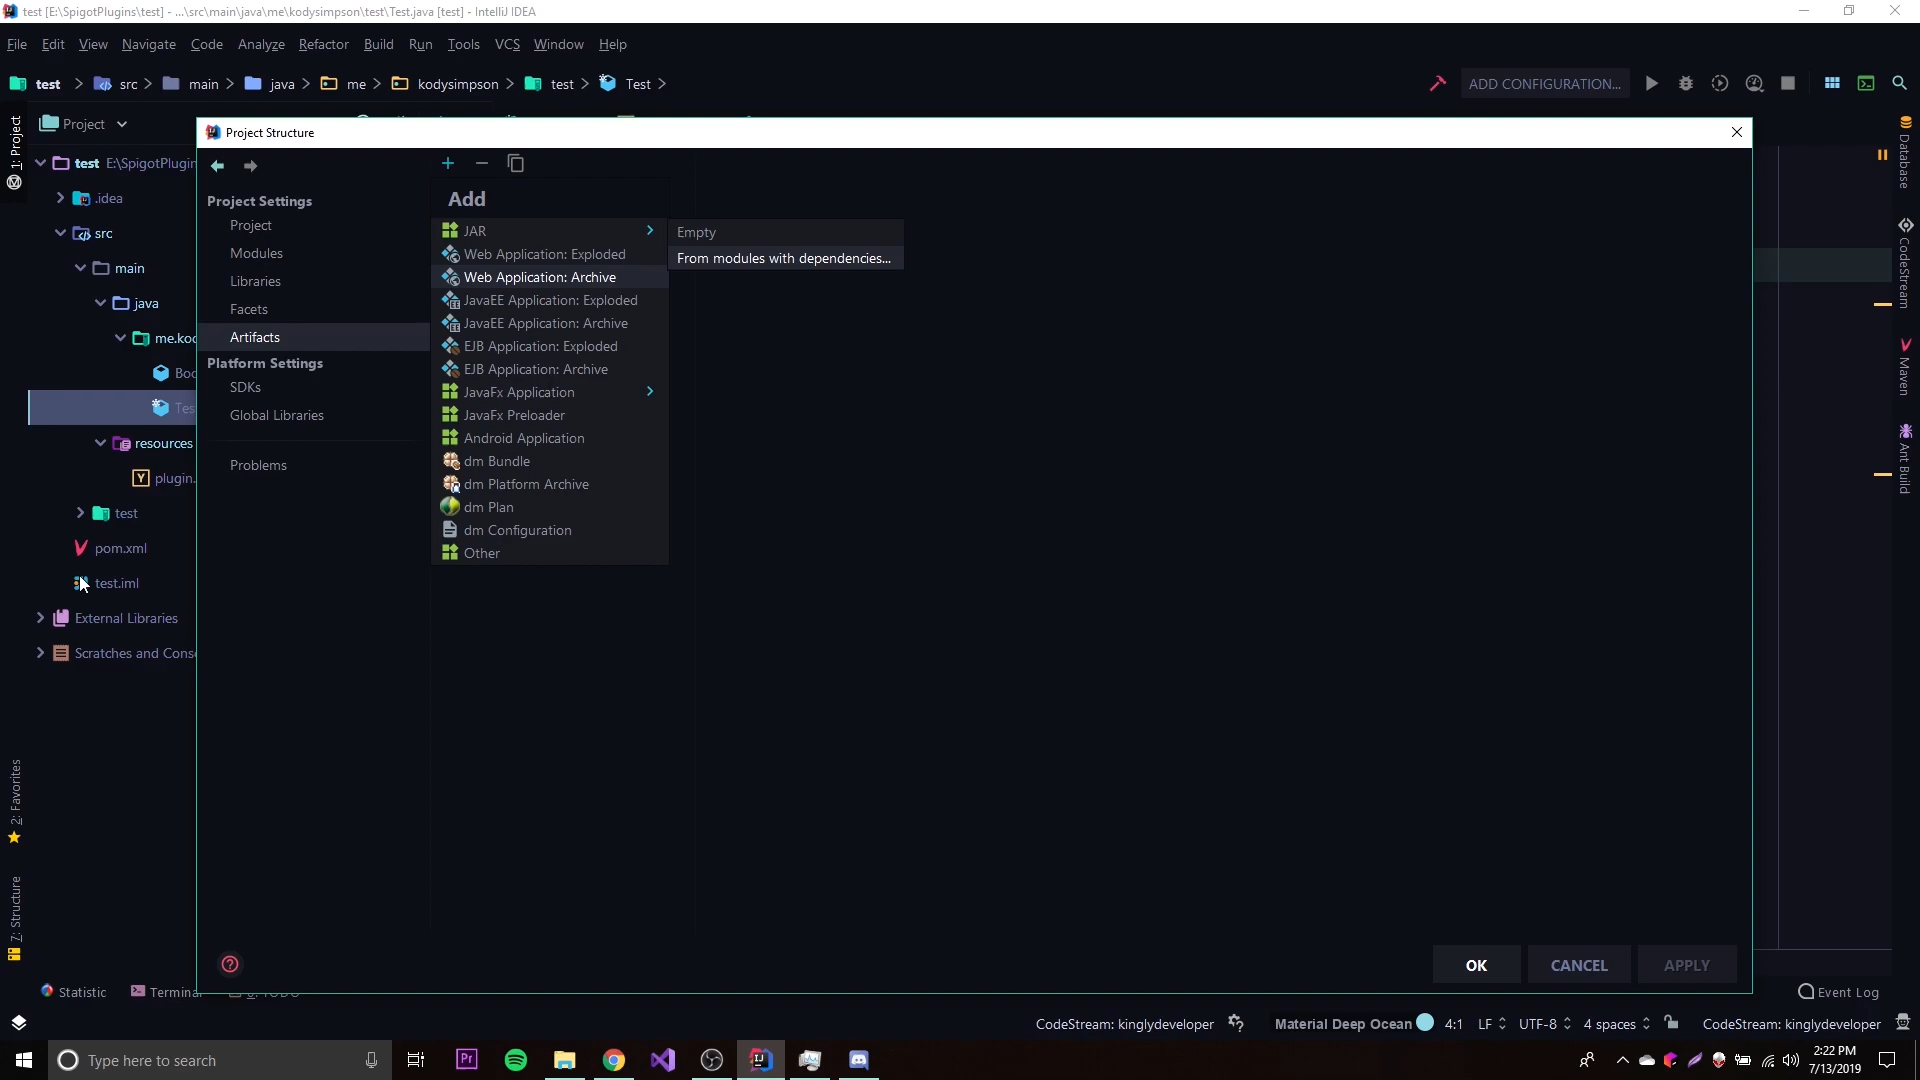 test [E:\SpigotPlugins\test] - ...\src\main\java\me\kodysimpson\test\Test.java [test] - IntelliJ IDEA
File Edit View Navigate Code Analyze Refactor Build Run Tools VCS Window Help
test src main java me kodysimpson test Test
ADD CONFIGURATION...
Project
1: Project
Project Structure
test E:\SpigotPlugin
.idea
src
main
java
me.kod
Boo
Tes
resources
plugin.
test
pom.xml
test.iml
External Libraries
Scratches and Conso
Project Settings
Project
Modules
Libraries
Facets
Artifacts
Platform Settings
SDKs
Global Libraries
Problems
Add
JAR
Web Application: Exploded
Web Application: Archive
JavaEE Application: Exploded
JavaEE Application: Archive
EJB Application: Exploded
EJB Application: Archive
JavaFx Application
JavaFx Preloader
Android Application
dm Bundle
dm Platform Archive
dm Plan
dm Configuration
Other
Empty
From modules with dependencies...
OK CANCEL APPLY
Database
CodeStream
Maven
Ant Build
2: Favorites
7: Structure
Statistic Terminal 6: TODO
Event Log
CodeStream: kinglydeveloper Material Deep Ocean 4:1 LF UTF-8 4 spaces CodeStream: kinglydeveloper
Type here to search
Pr
IJ
2:22 PM
7/13/2019